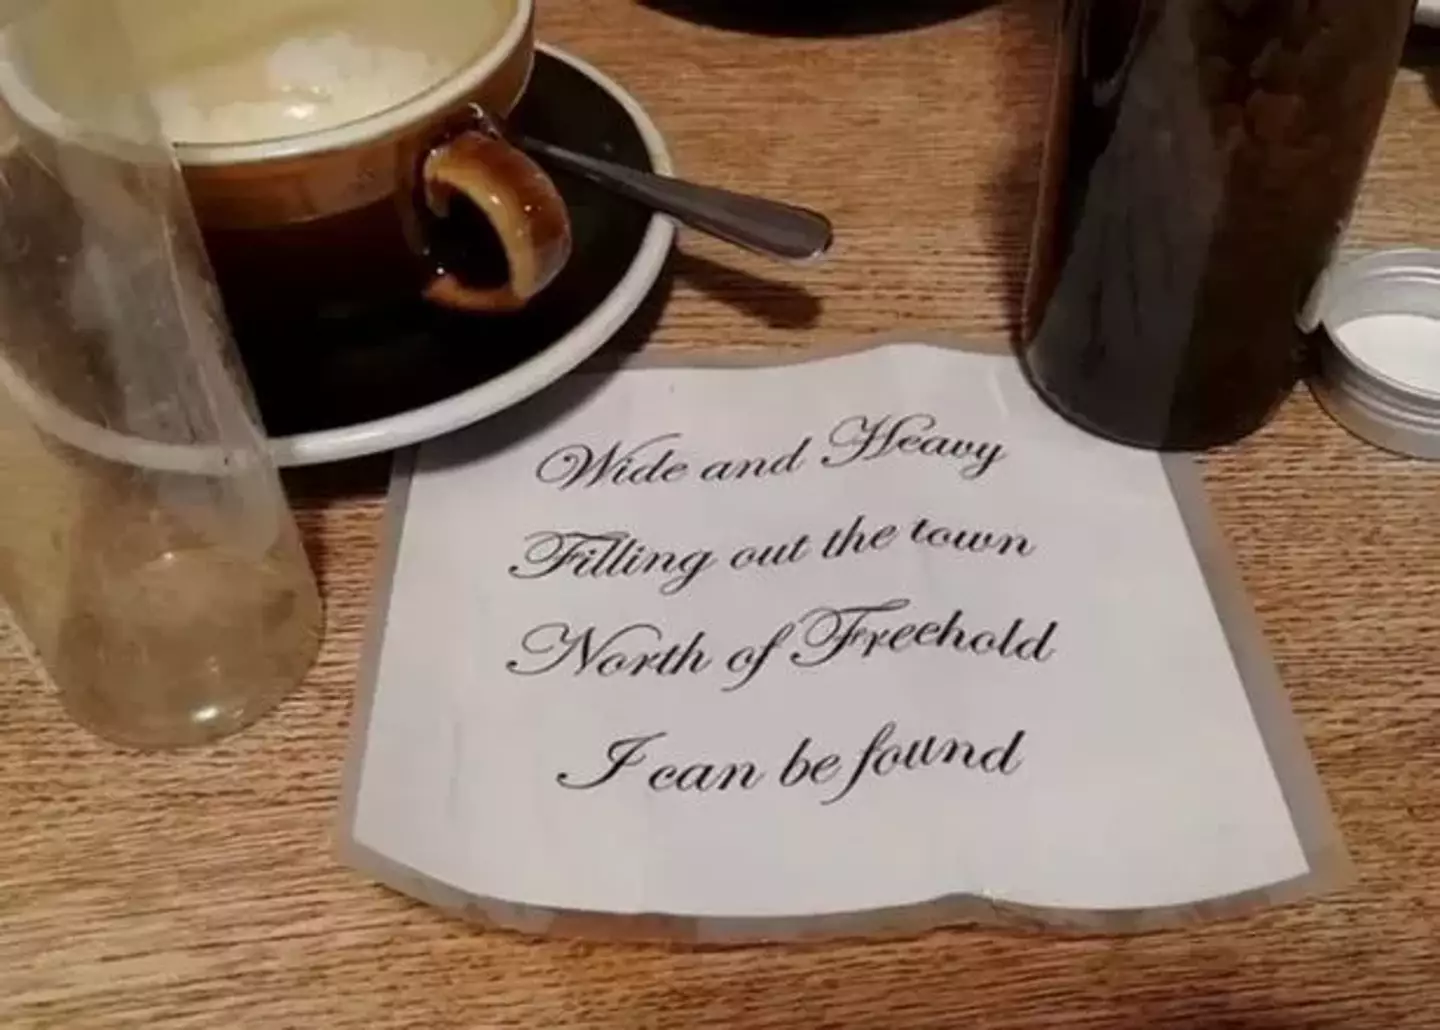 Wide and Heavy
Filling out the town
North of Freehold
I can be found